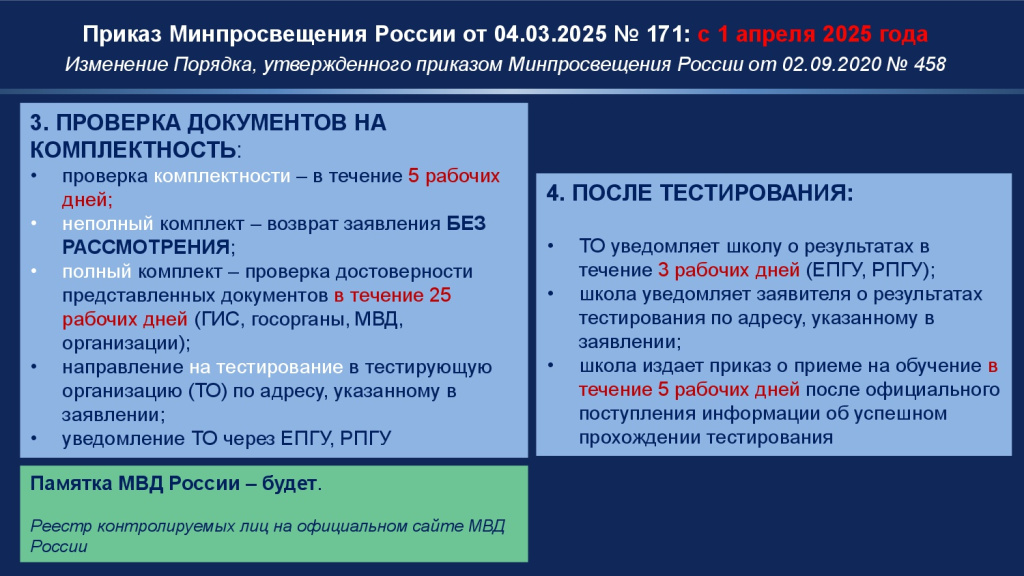 Приказ Минпросвещения России от 04.03.2025 № 171: с 1 апреля 2025 года
Изменение Порядка, утвержденного приказом Минпросвещения России от 02.09.2020 № 458
3. ПРОВЕРКА ДОКУМЕНТОВ НА
КОМПЛЕКТНОСТЬ:
• проверка комплектности – в течение 5 рабочих
дней;
• неполный комплект – возврат заявления БЕЗ
РАССМОТРЕНИЯ;
• полный комплект – проверка достоверности
представленных документов в течение 25
рабочих дней (ГИС, госорганы, МВД,
организации);
• направление на тестирование в тестирующую
организацию (ТО) по адресу, указанному в
заявлении;
• уведомление ТО через ЕПГУ, РПГУ
Памятка МВД России – будет.
Реестр контролируемых лиц на официальном сайте МВД
России
4. ПОСЛЕ ТЕСТИРОВАНИЯ:
• ТО уведомляет школу о результатах в
течение 3 рабочих дней (ЕПГУ, РПГУ);
• школа уведомляет заявителя о результатах
тестирования по адресу, указанному в
заявлении;
• школа издает приказ о приеме на обучение в
течение 5 рабочих дней после официального
поступления информации об успешном
прохождении тестирования